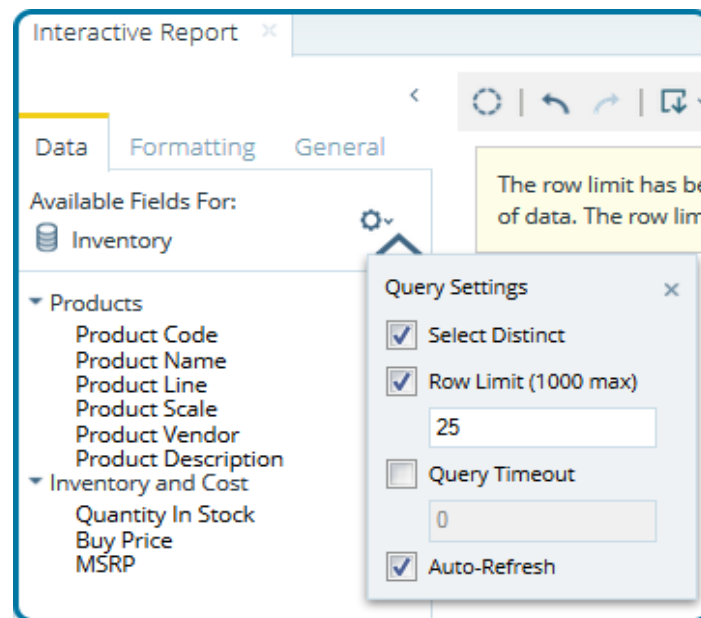 Interactive Report
Data
Formatting
General
Available Fields For:
Inventory
The row limit has be
of data. The row lim
Products
Product Code
Product Name
Product Line
Product Scale
Product Vendor
Product Description
Inventory and Cost
Quantity In Stock
Buy Price
MSRP
Query Settings
Select Distinct
Row Limit (1000 max)
25
Query Timeout
0
Auto-Refresh